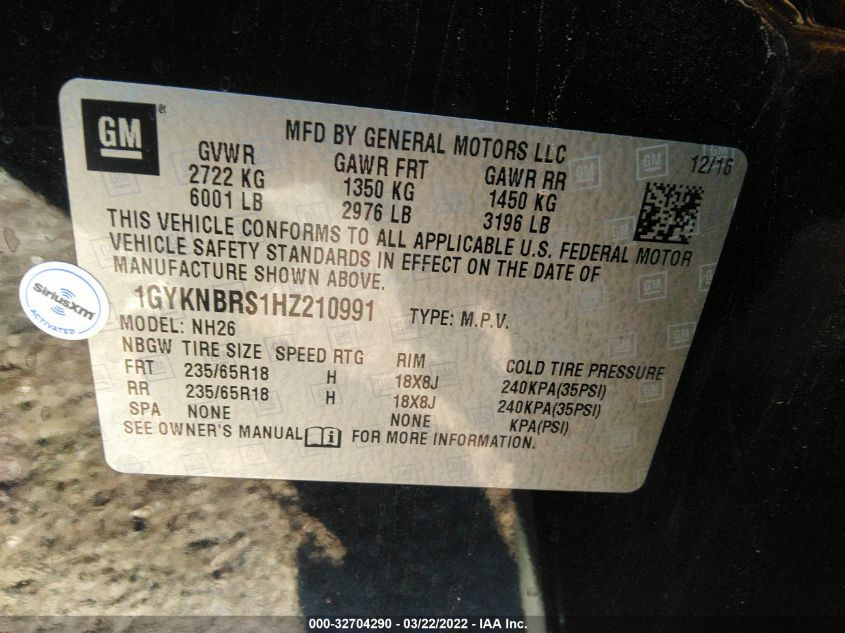 GM ®
MFD BY GENERAL MOTORS LLC 12/16
GVWR GAWR FRT GAWR RR
2722 KG 1350 KG 1450 KG
6001 LB 2976 LB 3196 LB
THIS VEHICLE CONFORMS TO ALL APPLICABLE U.S. FEDERAL MOTOR
VEHICLE SAFETY STANDARDS IN EFFECT ON THE DATE OF
MANUFACTURE SHOWN ABOVE.
1GYKNBRS1HZ210991 TYPE: M.P.V.
MODEL: NH26
NBGW TIRE SIZE SPEED RTG RIM COLD TIRE PRESSURE
FRT 235/65R18 H 18X8J 240KPA(35PSI)
RR 235/65R18 H 18X8J 240KPA(35PSI)
SPA NONE NONE KPA(PSI)
SEE OWNER'S MANUAL FOR MORE INFORMATION.
SiriusXm
ACTIVATED
000-32704290 - 03/22/2022 - IAA Inc.